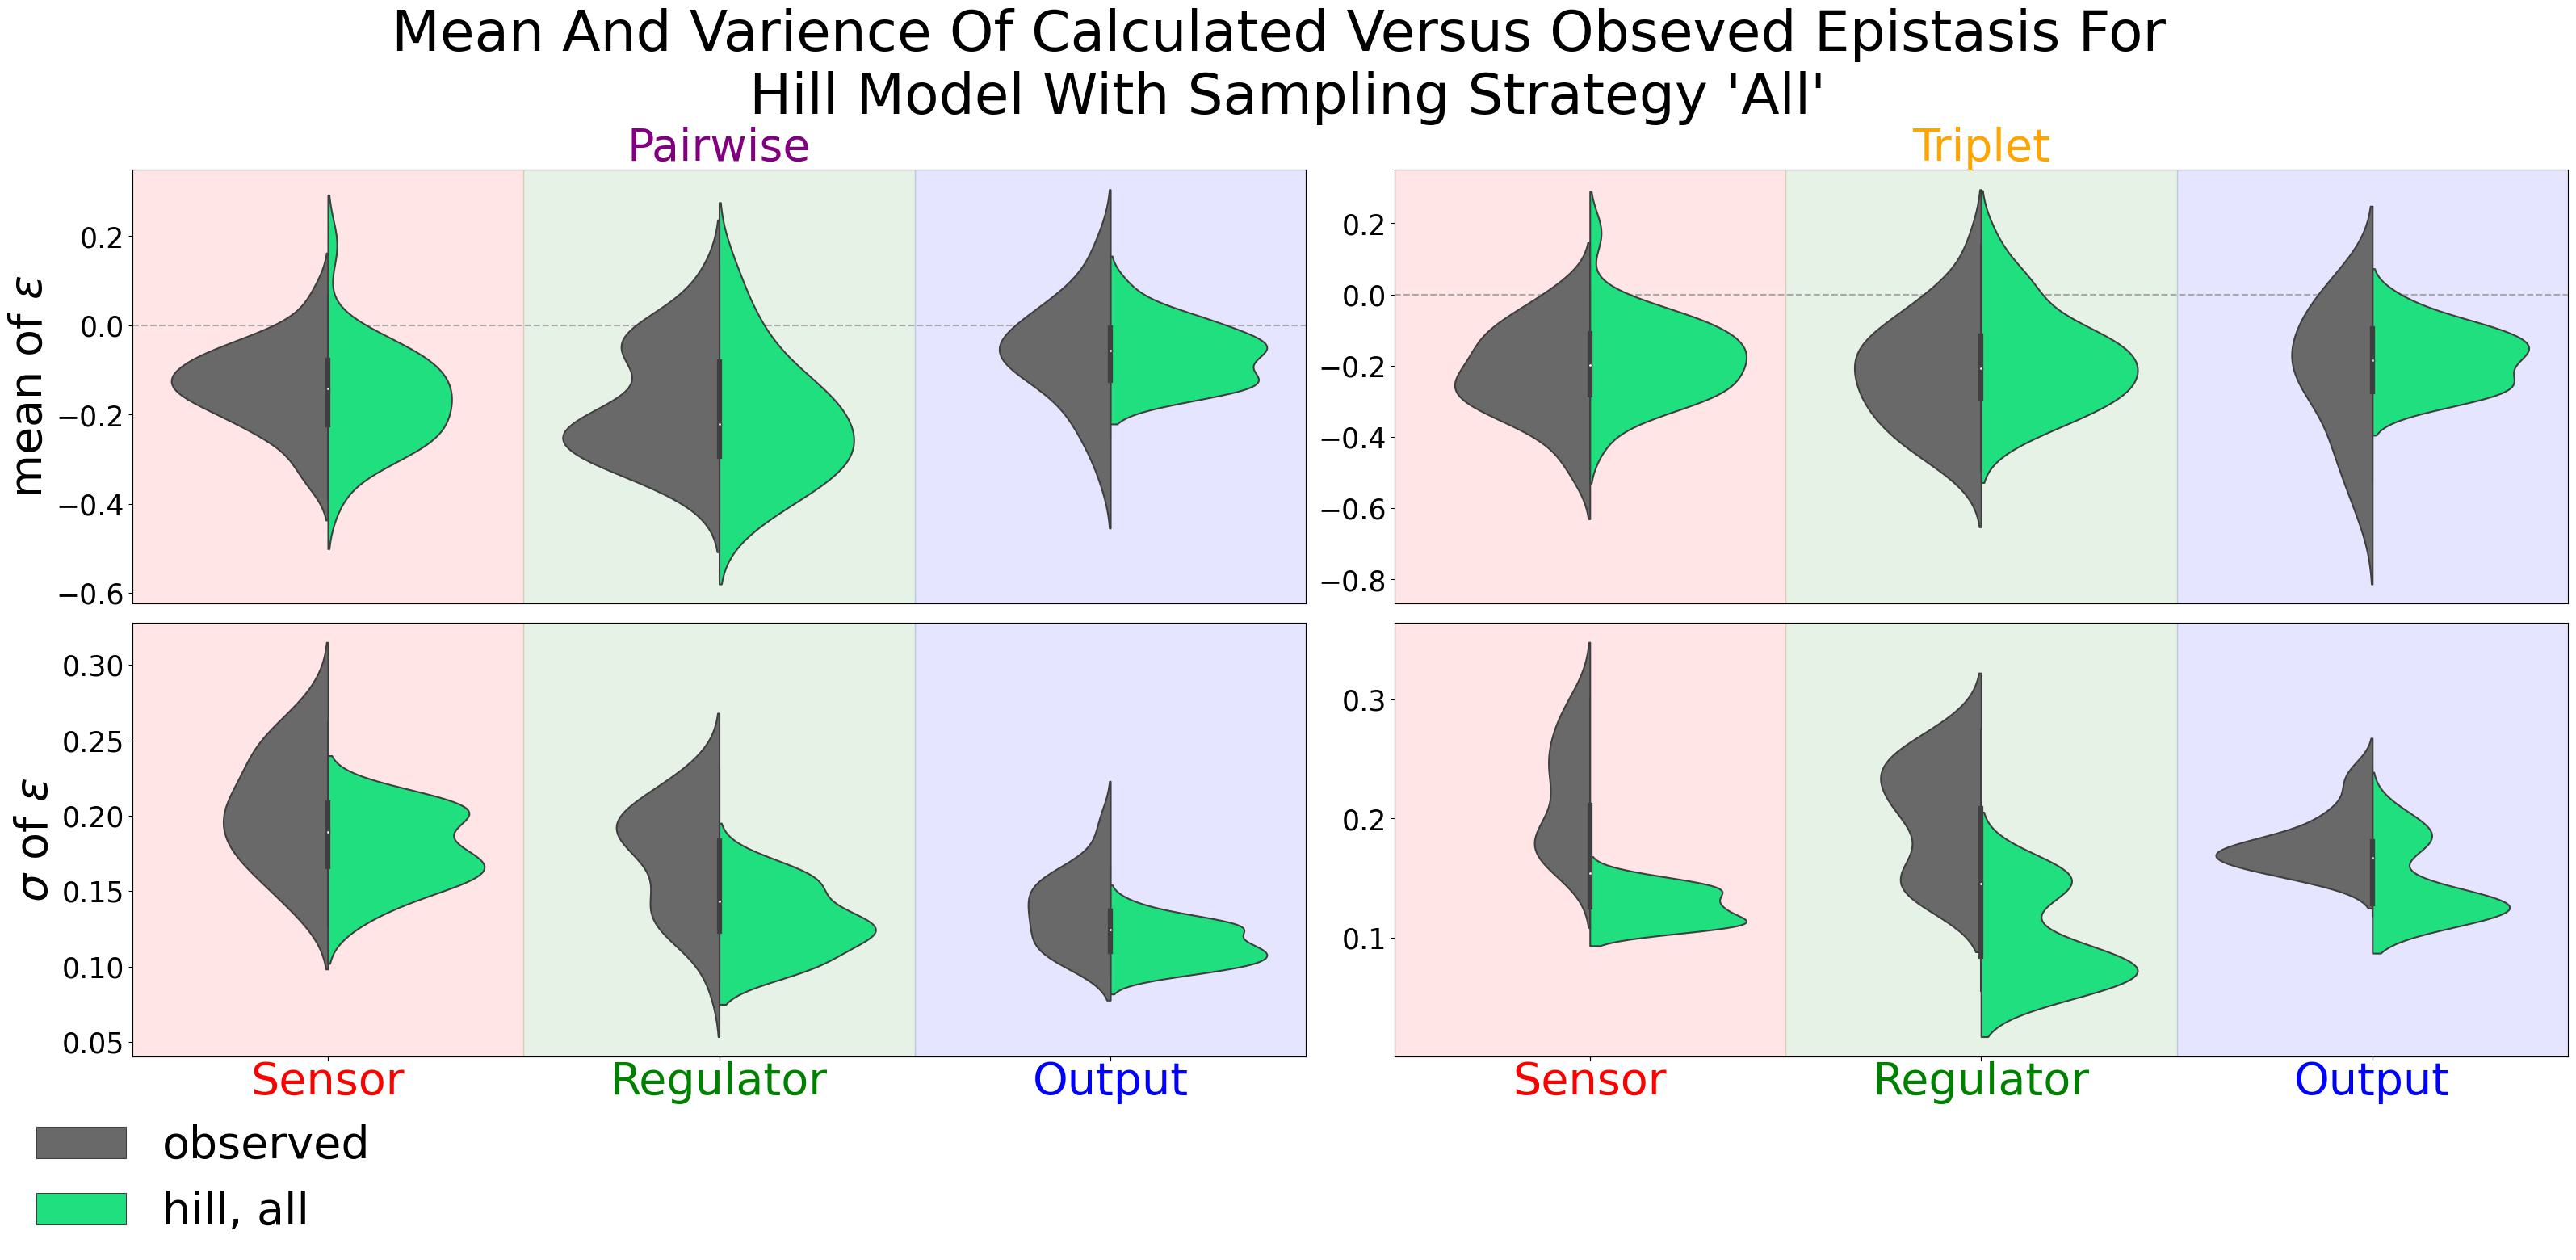 Mean And Varience Of Calculated Versus Obseved Epistasis For
Hill Model With Sampling Strategy 'All'
Pairwise
Triplet
mean of ε
0.2
0.0
−0.2
−0.4
−0.6
0.2
0.0
−0.2
−0.4
−0.6
−0.8
σ of ε
0.30
0.25
0.20
0.15
0.10
0.05
0.3
0.2
0.1
Sensor
Regulator
Output
Sensor
Regulator
Output
observed
hill, all